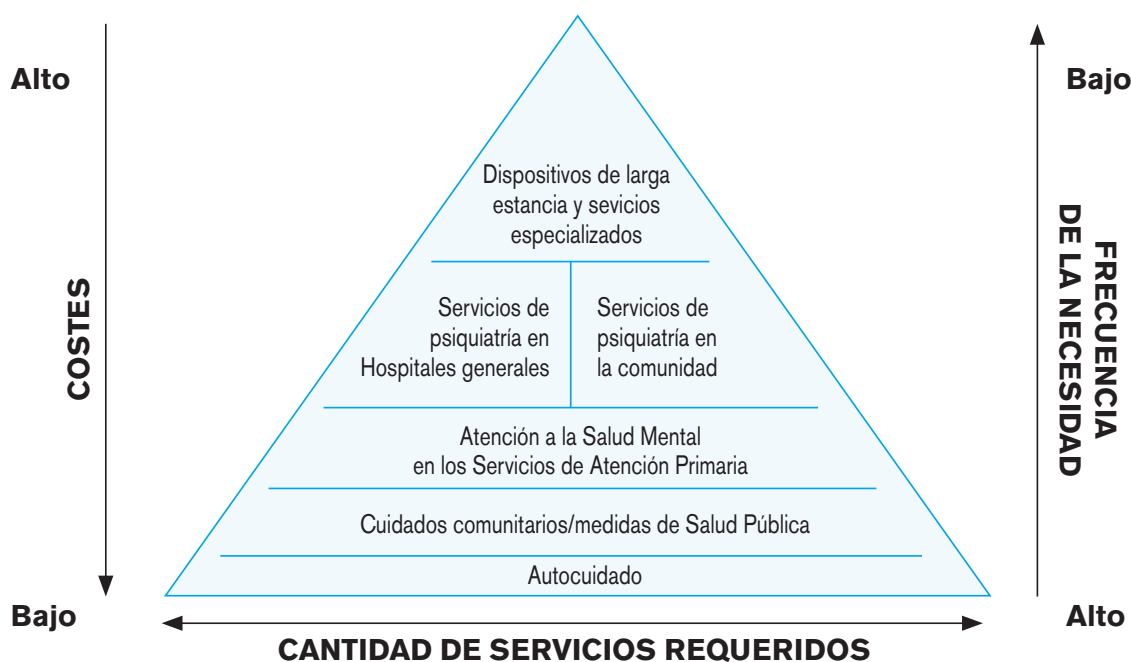 Alto
Bajo
Dispositivos de larga
estancia y sevicios
especializados
COSTES
Servicios de
psiquiatría en
Hospitales generales
Servicios de
psiquiatría en
la comunidad
FRECUENCIA
DE LA NECESIDAD
Atención a la Salud Mental
en los Servicios de Atención Primaria
Cuidados comunitarios/medidas de Salud Pública
Autocuidado
Bajo
Alto
CANTIDAD DE SERVICIOS REQUERIDOS